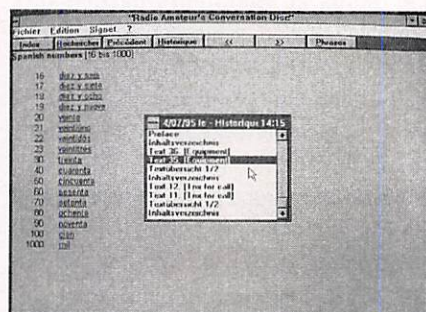 "Radio Amateur's Conversation Disc"
Fichier Edition Signet ?
Index Rechercher Précédent Historique << >> Phrases
Spanish numbers (16 bis 1000)
16 diez y seis
17 diez y siete
18 diez y ocho
19 diez y nueve
20 veinte
21 veintiuno
22 veintidós
23 veintitrés
30 treinta
40 cuarenta
50 cincuenta
60 sesenta
70 setenta
80 ochenta
90 noventa
100 cien
1000 mil
4/07/95 le - Historique 14:15
Preface
Inhaltsverzeichnis
Text 36. [Equipment]
Text 35. [Equipment]
Textübersicht 1/2
Inhaltsverzeichnis
Text 12. [Tnx for call]
Text 11. [Tnx for call]
Textübersicht 1/2
Inhaltsverzeichnis